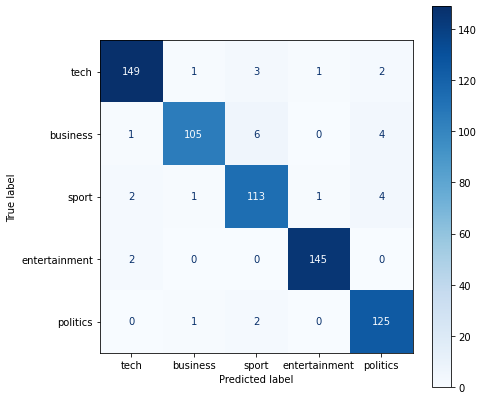 tech 149 1 3 1 2
business 1 105 6 0 4
sport 2 1 113 1 4
entertainment 2 0 0 145 0
politics 0 1 2 0 125
tech business sport entertainment politics
Predicted label
True label
140
120
100
80
60
40
20
0